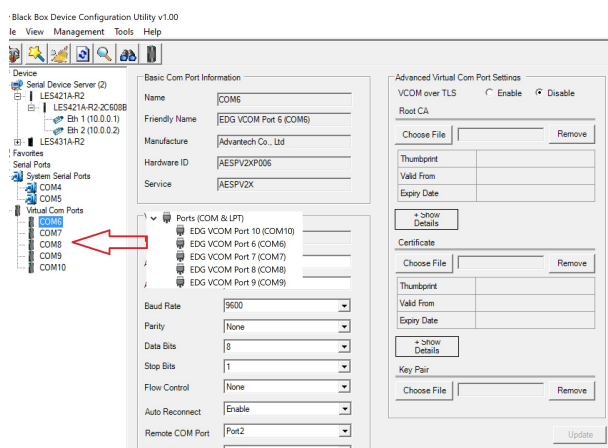 Black Box Device Configuration Utility v1.00
le View Management Tools Help
Device
Serial Device Server (2)
LES421A-R2
LES421A-R2-2C608B
Eth 1 (10.0.0.1)
Eth 2 (10.0.0.2)
LES431A-R2
Favorites
Serial Ports
System Serial Ports
COM4
COM5
Virtual Com Ports
COM6
COM7
COM8
COM9
COM10
Basic Com Port Information
Name COM6
Friendly Name EDG VCOM Port 6 (COM6)
Manufacture Advantech Co., Ltd
Hardware ID AESPV2XP006
Service AESPV2X
Ports (COM & LPT)
EDG VCOM Port 10 (COM10)
EDG VCOM Port 6 (COM6)
EDG VCOM Port 7 (COM7)
EDG VCOM Port 8 (COM8)
EDG VCOM Port 9 (COM9)
Baud Rate 9600
Parity None
Data Bits 8
Stop Bits 1
Flow Control None
Auto Reconnect Enable
Remote COM Port Port2
Advanced Virtual Com Port Settings
VCOM over TLS Enable Disable
Root CA
Choose File Remove
Thumbprint
Valid From
Expiry Date
+ Show
Details
Certificate
Choose File Remove
Thumbprint
Valid From
Expiry Date
+ Show
Details
Key Pair
Choose File Remove
Update